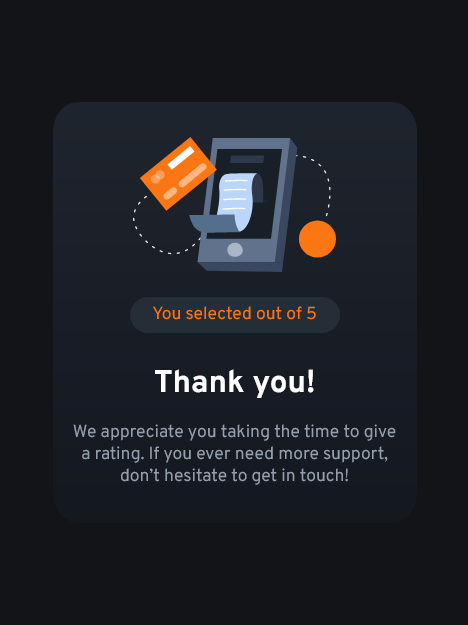 You selected out of 5
Thank you!
We appreciate you taking the time to give
a rating. If you ever need more support,
don’t hesitate to get in touch!